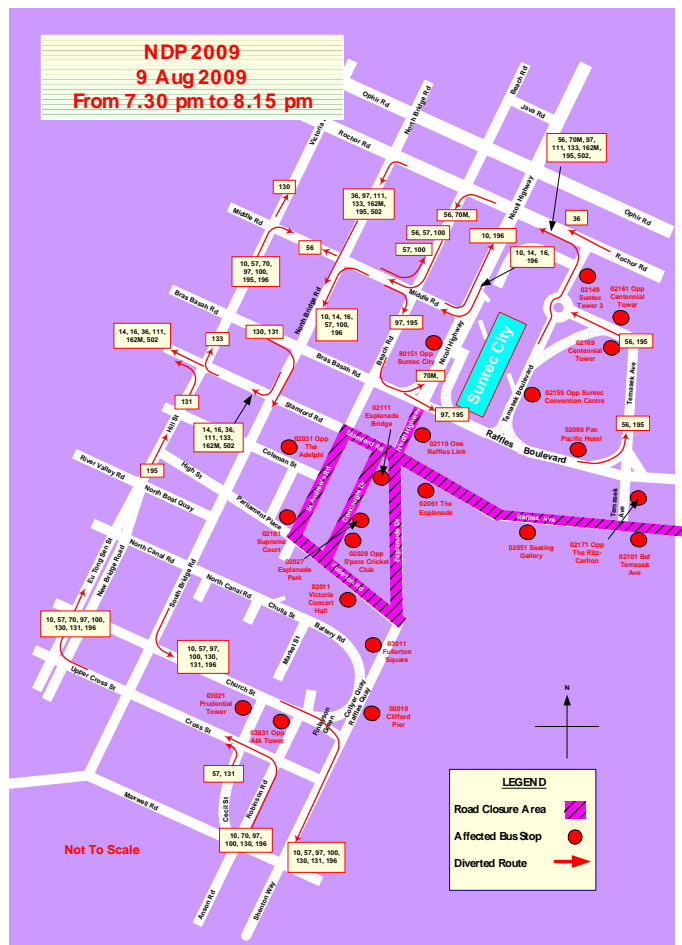 NDP 2009
9 Aug 2009
From 7.30 pm to 8.15 pm
Beach Rd
Java Rd
Ophir Rd
North Bridge Rd
Rochor Rd
56, 70M, 97,
111, 133, 162M,
195, 502,
130
36, 97, 111,
133, 162M,
195, 502
Middle Rd
56
56, 70M,
56, 57, 100
57, 100
Nicoll Highway
10, 196
36
Ophir Rd
Rochor Rd
10, 14, 16,
196
10, 57, 70,
97, 100,
195, 196
Bras Basah Rd
North Bridge Rd
10, 14, 16,
57, 100,
196
Middle Rd
02149
Suntec
Tower 3
02161 Opp
Centennial
Tower
14, 16, 36, 111,
162M, 502
133
130, 131
Bras Basah Rd
Beach Rd
97, 195
80151 Opp
Suntec City
Nicoll Highway
Suntec City
02169
Centennial
Tower
56, 195
131
70M,
Temasek Boulevard
Temasek Ave
02159 Opp Suntec
Convention Centre
97, 195
Hill St
14, 16, 36,
111, 133,
162M, 502
Stamford Rd
02111
Esplanade
Bridge
02031 Opp
The
Adelphi
Coleman St
02119 One
Raffles Link
Raffles Boulevard
02089 Pan
Pacific Hotel
56, 195
River Valley Rd
195
High St
North Boat Quay
Parliament Place
St Andrew's Rd
Connaught Dr
Esplanade Dr
02061 The
Esplanade
Raffles Ave
Temasek
Ave
02181
Supreme
Court
02027
Esplanade
Park
02028 Opp
S'pore Cricket
Club
02051 Seating
Gallery
02171 Opp
The Ritz-
Carlton
02101 Bef
Temasek
Ave
Eu Tong Sen St
New Bridge Road
North Canal Rd
South Bridge Rd
North Canal Rd
Chulia St
02011
Victoria
Concert
Hall
Battery Rd
Market St
10, 57, 70, 97, 100,
130, 131, 196
10, 57, 97,
100, 130,
131, 196
03011
Fullerton
Square
Upper Cross St
Church St
Collyer Quay
Raffles Quay
03021
Prudential
Tower
03031 Opp
AIA Tower
Finlayson
Green
03019
Clifford
Pier
N
Cross St
57, 131
Cecil St
Robinson Rd
Maxwell Rd
Not To Scale
10, 70, 97,
100, 130, 196
10, 57, 97, 100,
130, 131, 196
Anson Rd
Shenton Way
LEGEND
Road Closure Area
Affected Bus Stop
Diverted Route